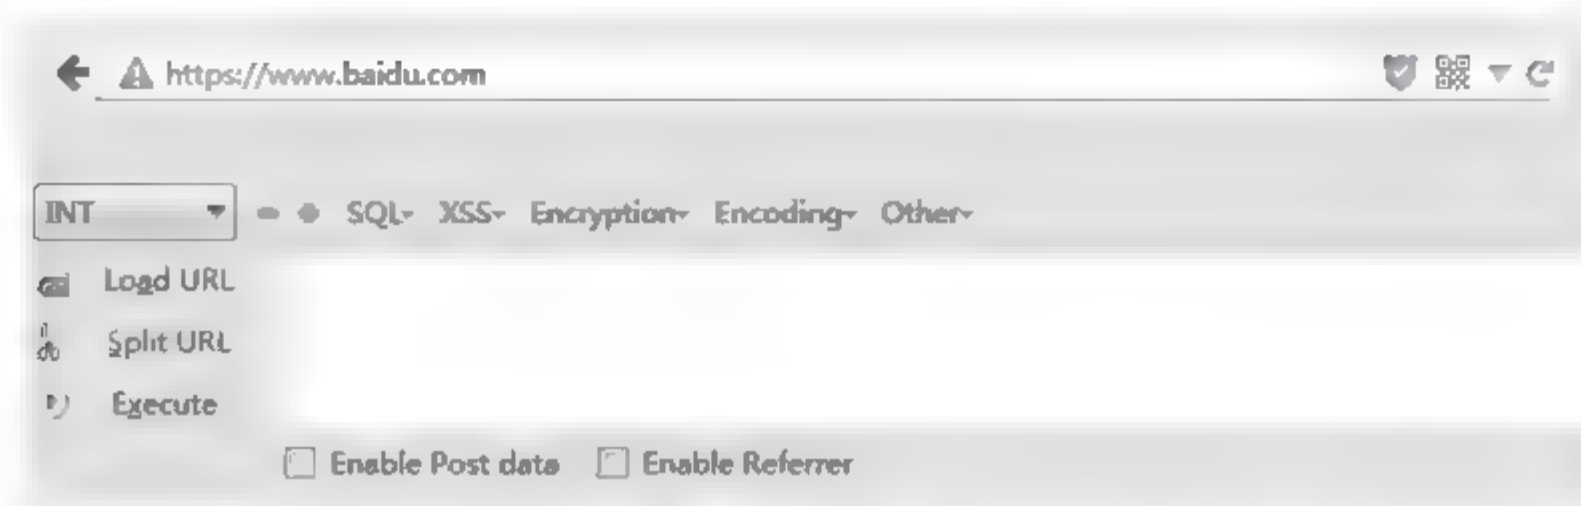 https://www.baidu.com
INT SQL XSS Encryption Encoding Other
Load URL
Split URL
Execute
Enable Post data Enable Referrer